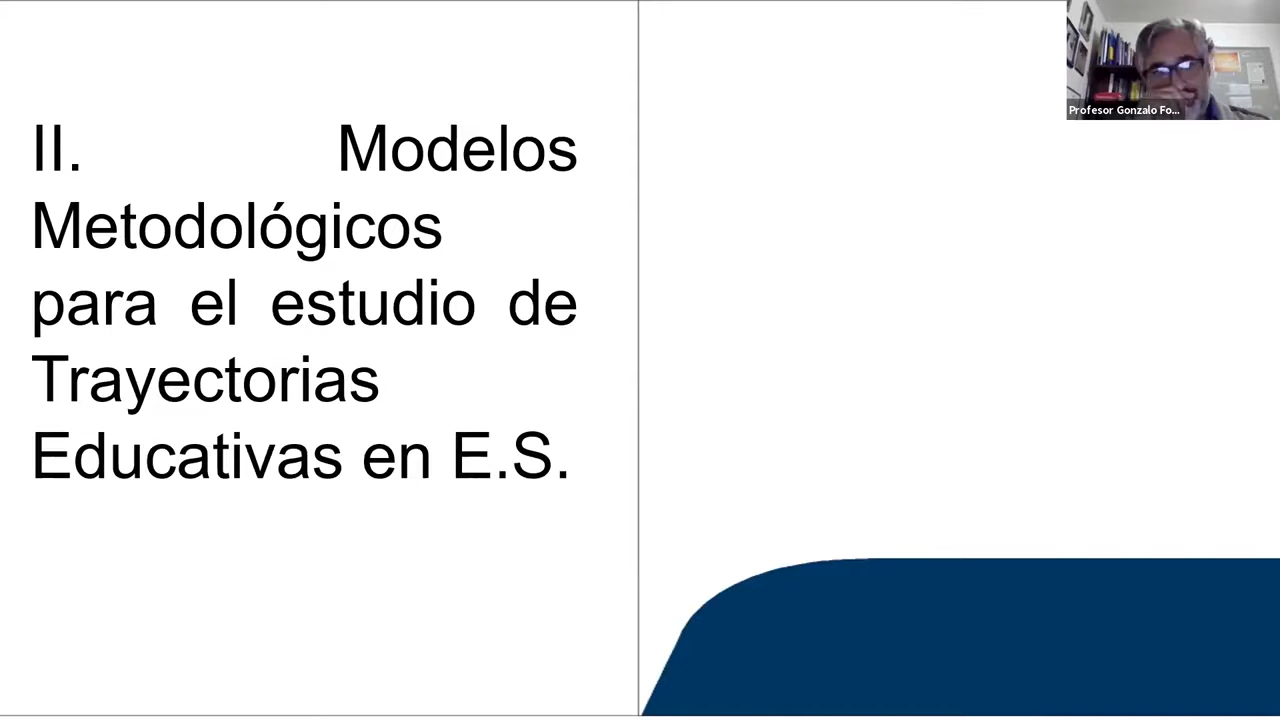 II. Modelos
Metodológicos
para el estudio de
Trayectorias
Educativas en E.S.
Profesor Gonzalo Fo...